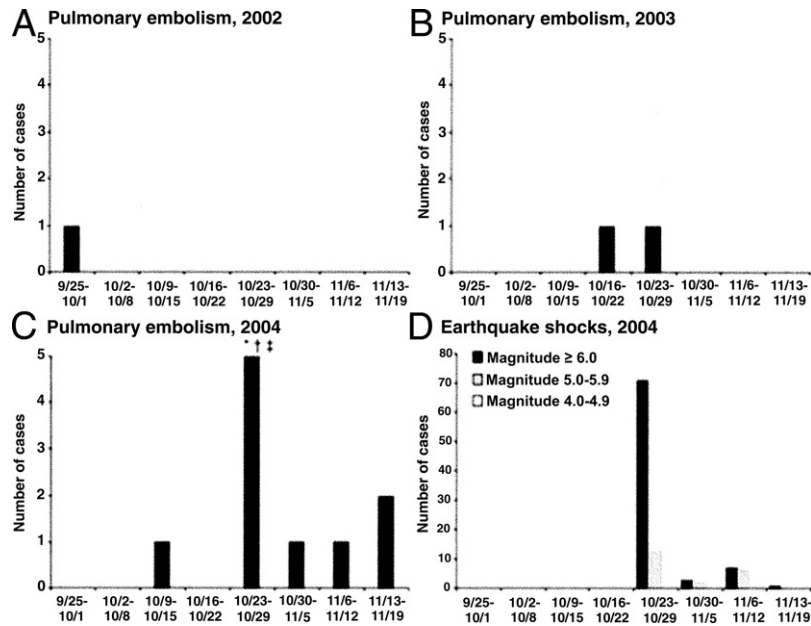 A Pulmonary embolism, 2002
5
4
3
2
1
0
Number of cases
9/25- 10/2- 10/9- 10/16- 10/23- 10/30- 11/6- 11/13-
10/1 10/8 10/15 10/22 10/29 11/5 11/12 11/19
B Pulmonary embolism, 2003
5
4
3
2
1
0
Number of cases
9/25- 10/2- 10/9- 10/16- 10/23- 10/30- 11/6- 11/13-
10/1 10/8 10/15 10/22 10/29 11/5 11/12 11/19
C Pulmonary embolism, 2004
* † ‡
5
4
3
2
1
0
Number of cases
9/25- 10/2- 10/9- 10/16- 10/23- 10/30- 11/6- 11/13-
10/1 10/8 10/15 10/22 10/29 11/5 11/12 11/19
D Earthquake shocks, 2004
Magnitude ≥ 6.0
Magnitude 5.0-5.9
Magnitude 4.0-4.9
80
70
60
50
40
30
20
10
0
Number of cases
9/25- 10/2- 10/9- 10/16- 10/23- 10/30- 11/6- 11/13-
10/1 10/8 10/15 10/22 10/29 11/5 11/12 11/19